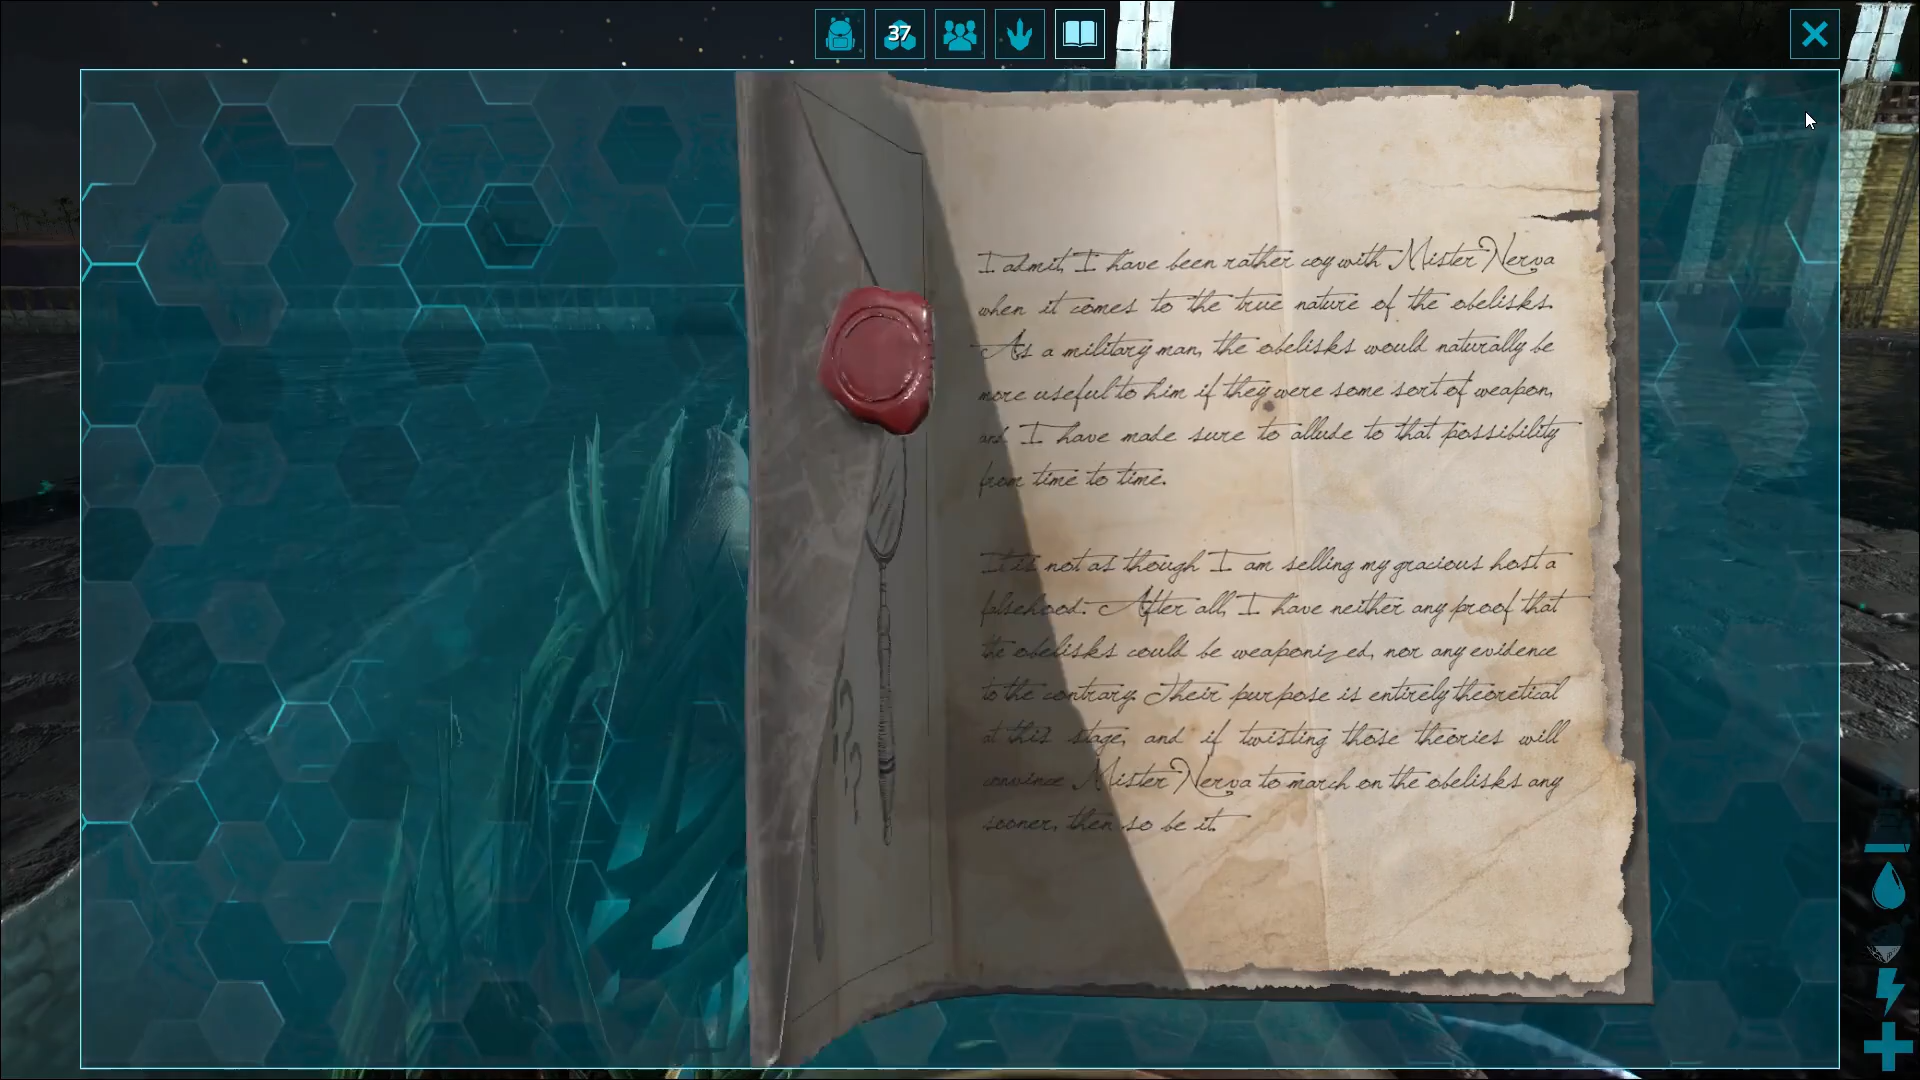 37
I admit, I have been rather coy with Mister Nerva
when it comes to the true nature of the obelisks.
As a military man, the obelisks would naturally be
more useful to him if they were some sort of weapon,
and I have made sure to allude to that possibility
from time to time.
It is not as though I am selling my gracious host a
falsehood. After all, I have neither any proof that
the obelisks could be weaponized, nor any evidence
to the contrary. Their purpose is entirely theoretical
at this stage, and if twisting those theories will
convince Mister Nerva to march on the obelisks any
sooner, then so be it.